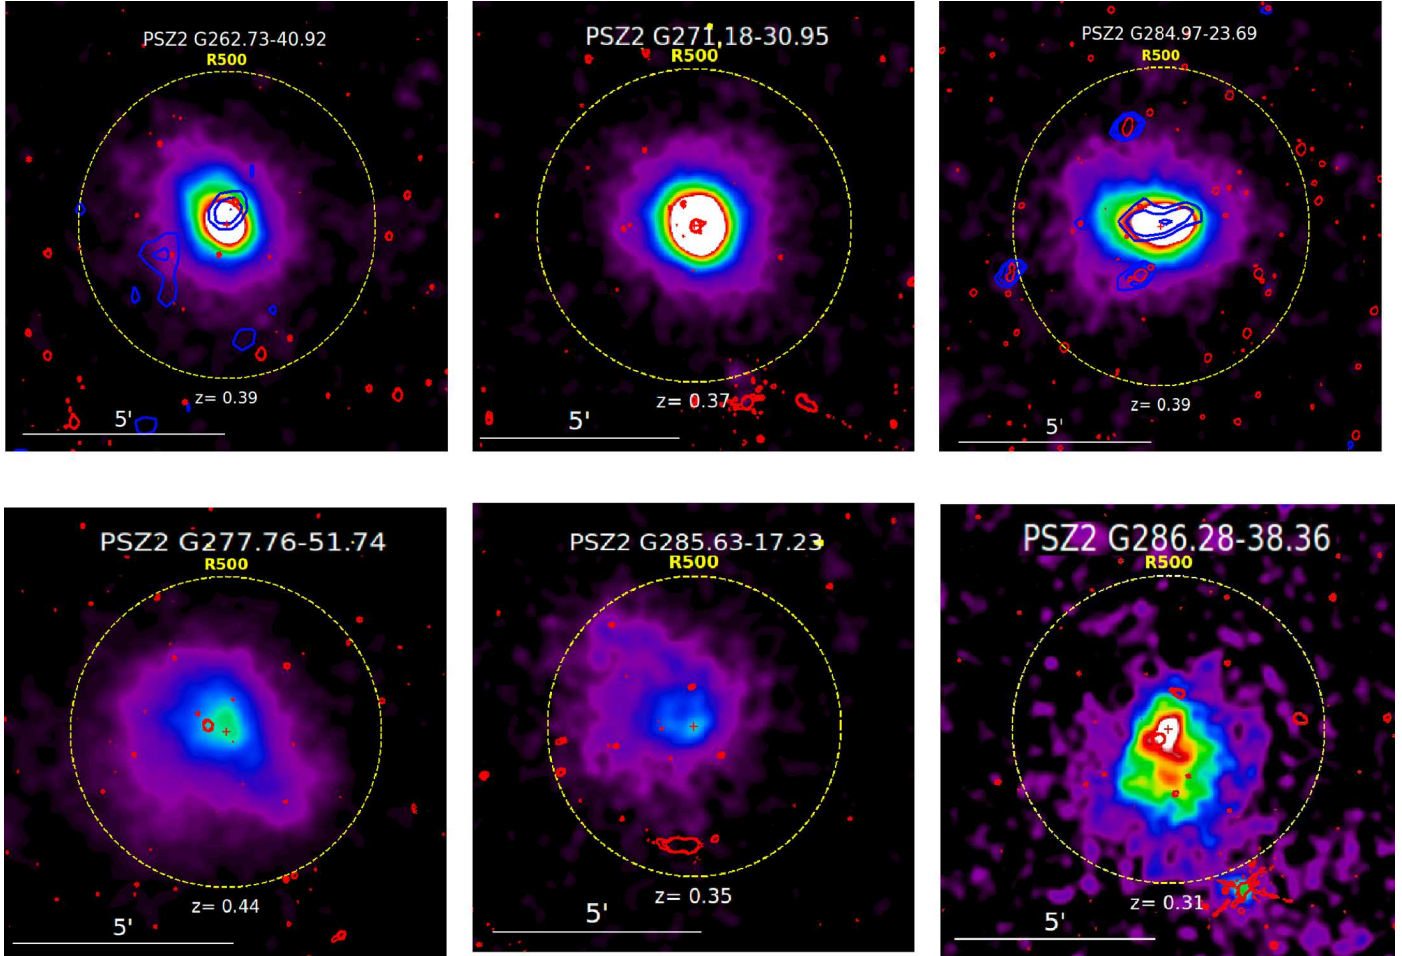 PSZ2 G262.73-40.92
R500
z= 0.39
5'
PSZ2 G271.18-30.95
R500
z= 0.37
5'
PSZ2 G284.97-23.69
R500
z= 0.39
5'
PSZ2 G277.76-51.74
R500
z= 0.44
5'
PSZ2 G285.63-17.23
R500
z= 0.35
5'
PSZ2 G286.28-38.36
R500
z= 0.31
5'